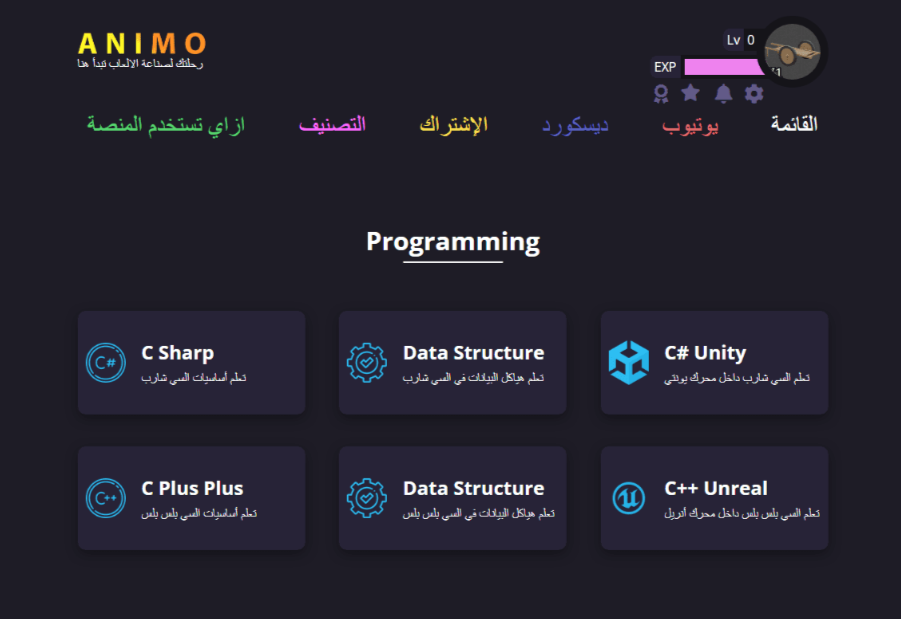 ANIMO
رحلتك لصناعة الالعاب تبدأ هنا
Lv 0
EXP
القائمة
يوتيوب
ديسكورد
الإشتراك
التصنيف
ازاي تستخدم المنصة
Programming
C Sharp
تعلم أساسيات السي شارب
Data Structure
تعلم هياكل البيانات في السي شارب
C# Unity
تعلم السي شارب داخل محرك يونتي
C Plus Plus
تعلم أساسيات السي بلس بلس
Data Structure
تعلم هياكل البيانات في السي بلس بلس
C++ Unreal
تعلم السي بلس بلس داخل محرك أنريل
C#
C++